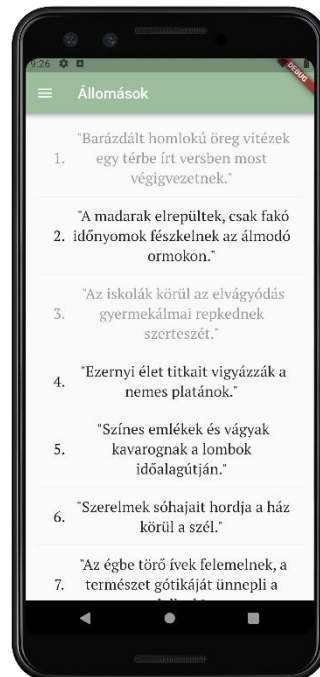 9:26
DEBUG
Állomások
"Barázdált homlokú öreg vitézek
1. egy térbe írt versben most
végigvezetnek."
"A madarak elrepültek, csak fakó
2. időnyomok fészkelnek az álmodó
ormokon."
"Az iskolák körül az elvágyódás
3. gyermekálmai repkednek
szerteszét."
"Ezernyi élet titkait vigyázzák a
4. nemes platánok."
"Színes emlékek és vágyak
5. kavarognak a lombok
időalagútján."
"Szerelmek sóhajait hordja a ház
6. körül a szél."
"Az égbe törő ívek felemelnek, a
7. természet gótikáját ünnepli a